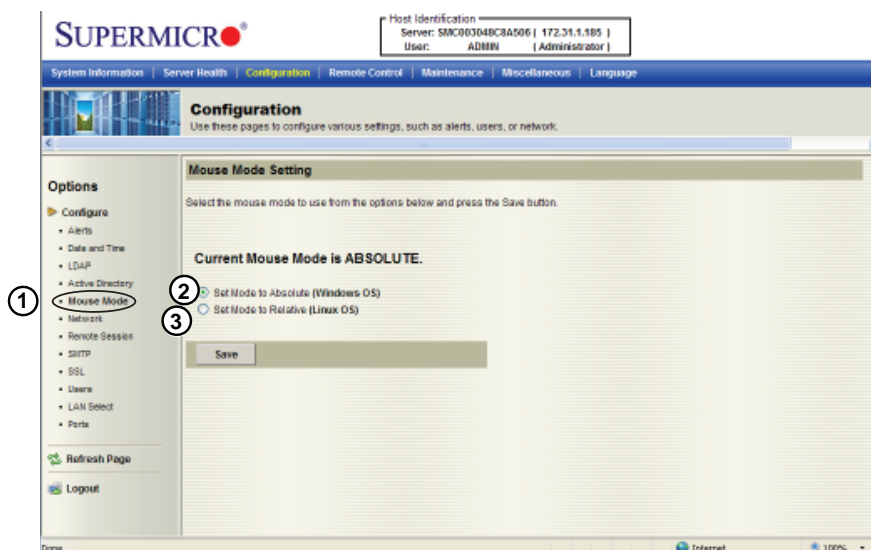 SUPERMICRO®
Host Identification
Server: SMC003048C8A506 ( 172.31.1.185 )
User: ADMIN (Administrator)
System Information | Server Health | Configuration | Remote Control | Maintenance | Miscellaneous | Language
Configuration
Use these pages to configure various settings, such as alerts, users, or network.
Options
Configure
Alerts
Date and Time
LDAP
Active Directory
1 Mouse Mode
Network
Remote Session
SMTP
SSL
Users
LAN Select
Ports
Refresh Page
Logout
Mouse Mode Setting
Select the mouse mode to use from the options below and press the Save button.
Current Mouse Mode is ABSOLUTE.
2 Set Mode to Absolute (Windows OS)
3 Set Mode to Relative (Linux OS)
Save
Done
Internet
100%